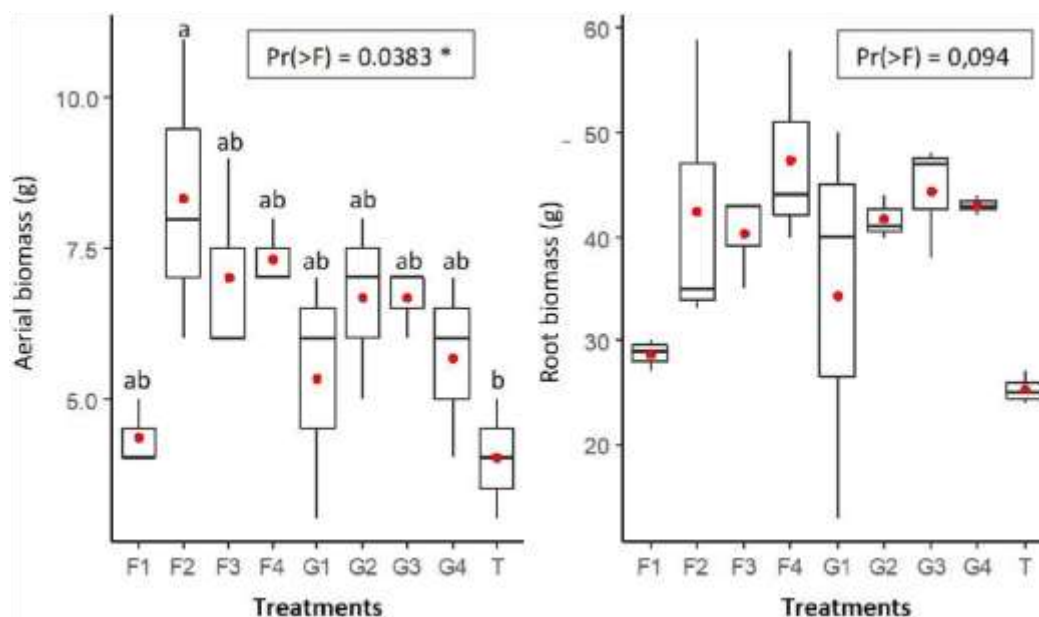 a
Pr(>F) = 0.0383 *
10.0
ab
ab
ab
7.5
ab
ab
ab
ab
5.0
b
Aerial biomass (g)
F1 F2 F3 F4 G1 G2 G3 G4 T
Treatments
60
Pr(>F) = 0,094
50
40
30
20
Root biomass (g)
F1 F2 F3 F4 G1 G2 G3 G4 T
Treatments